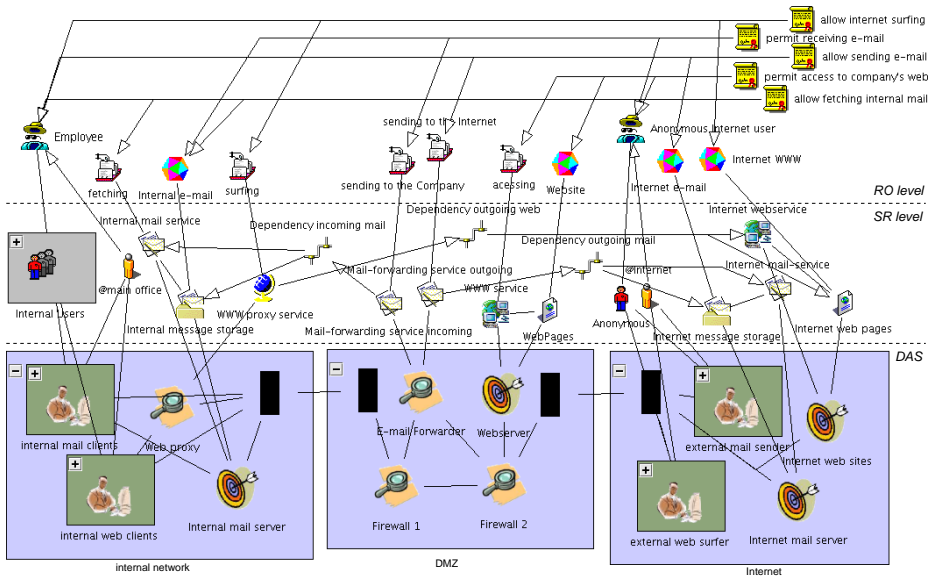 allow internet surfing
permit receiving e-mail
allow sending e-mail
permit access to company's web
allow fetching internal mail
sending to the Internet
Employee
Anonymous Internet user
Internet WWW
fetching
Internal e-mail
surfing
sending to the Company
acessing
Website
Internet e-mail
RO level
SR level
Internal mail service
Dependency incoming mail
Dependency outgoing web
Internet webservice
Dependency outgoing mail
Mail-forwarding service outgoing
@internet
Internet mail-service
@main office
WWW service
Internal Users
Internal message storage
WWW proxy service
Mail-forwarding service incoming
WebPages
Anonymous
Internet message storage
Internet web pages
DAS
internal mail clients
Web proxy
E-mail Forwarder
Webserver
external mail sender
Internet web sites
internal web clients
Internal mail server
Firewall 1
Firewall 2
external web surfer
Internet mail server
internal network
DMZ
Internet